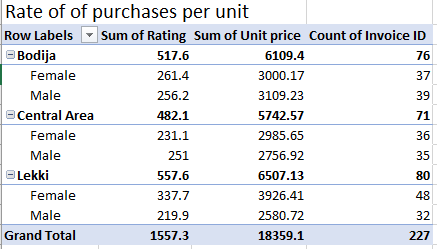 Rate of of purchases per unit
Row Labels Sum of Rating Sum of Unit price Count of Invoice ID
Bodija 517.6 6109.4 76
Female 261.4 3000.17 37
Male 256.2 3109.23 39
Central Area 482.1 5742.57 71
Female 231.1 2985.65 36
Male 251 2756.92 35
Lekki 557.6 6507.13 80
Female 337.7 3926.41 48
Male 219.9 2580.72 32
Grand Total 1557.3 18359.1 227